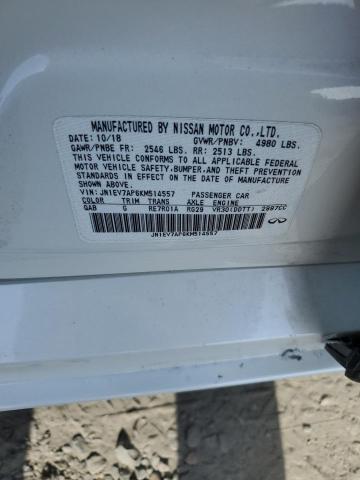 MANUFACTURED BY NISSAN MOTOR CO.,LTD.
DATE: 10/18 GVWR/PNBV: 4980 LBS.
GAWR/PNBE FR: 2546 LBS. RR: 2513 LBS.
THIS VEHICLE CONFORMS TO ALL APPLICABLE FEDERAL
MOTOR VEHICLE SAFETY,BUMPER, AND THEFT PREVENTION
STANDARDS IN EFFECT ON THE DATE OF MANUFACTURE
SHOWN ABOVE.
VIN: JN1EV7AP6KM514557 PASSENGER CAR
COLOR TRIM TRANS AXLE ENGINE
QAB G RE7R01A RG29 VR30(DDTT) 2997CC
JN1EV7AP6KM514557